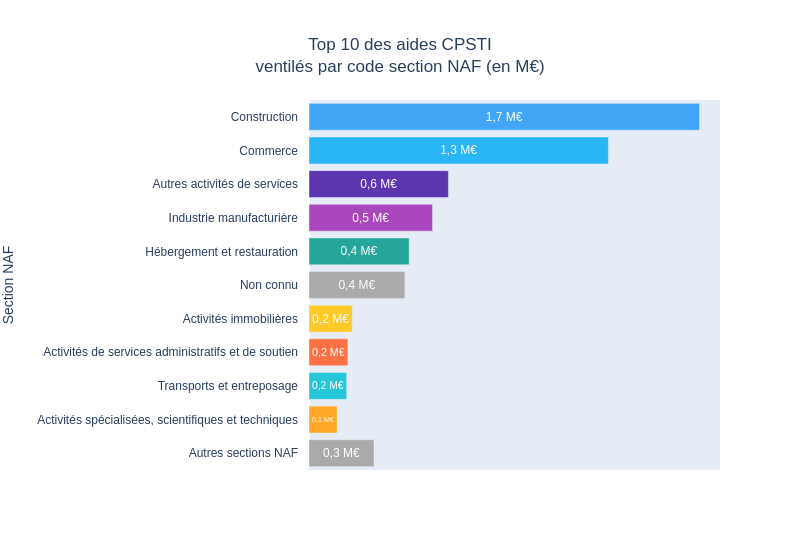 Top 10 des aides CPSTI
ventilés par code section NAF (en M€)
Section NAF
Construction 1,7 M€
Commerce 1,3 M€
Autres activités de services 0,6 M€
Industrie manufacturière 0,5 M€
Hébergement et restauration 0,4 M€
Non connu 0,4 M€
Activités immobilières 0,2 M€
Activités de services administratifs et de soutien 0,2 M€
Transports et entreposage 0,2 M€
Activités spécialisées, scientifiques et techniques 0,1 M€
Autres sections NAF 0,3 M€